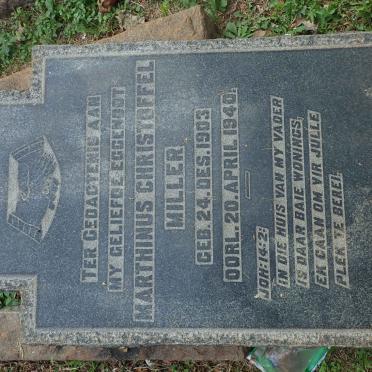 TER GEDAGTENIS AAN
MY GELIEFDE EGGENOOT
MARTHINUS CHRISTOFFEL
MILLER
GEB. 24. DES. 1903
OORL. 20. APRIL. 1940.
JOH: 14: 2.
IN DIE HUIS VAN MY VADER
IS DAAR BAIE WONINGS.
EK GAAN OM VIR JULLE
PLEK TE BEREI.